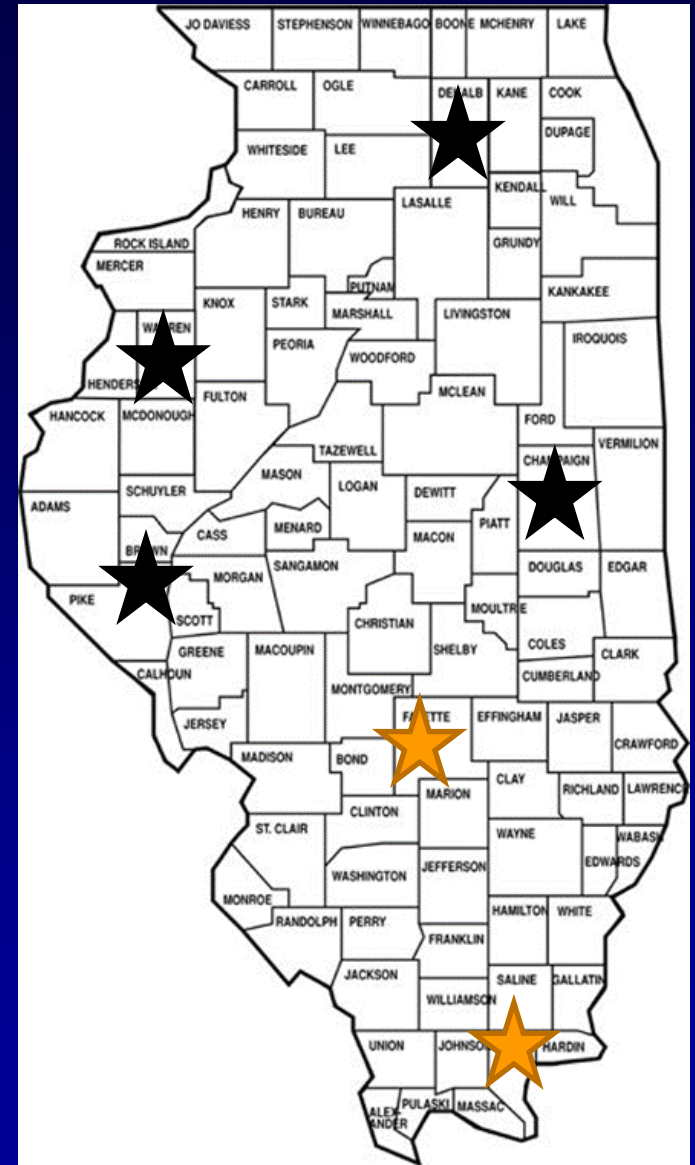 JO DAVIESS
STEPHENSON
WINNEBAGO
BOONE
MCHENRY
LAKE
CARROLL
OGLE
DEKALB
KANE
COOK
DUPAGE
WHITESIDE
LEE
KENDALL
WILL
LASALLE
HENRY
BUREAU
ROCK ISLAND
GRUNDY
MERCER
PUTNAM
KANKAKEE
KNOX
STARK
MARSHALL
LIVINGSTON
WARREN
PEORIA
IROQUOIS
WOODFORD
HENDERS
FULTON
MCLEAN
HANCOCK
MCDONOUGH
FORD
VERMILION
TAZEWELL
CHAMPAIGN
MASON
LOGAN
SCHUYLER
DEWITT
ADAMS
PIATT
MENARD
CASS
MACON
BROWN
SANGAMON
DOUGLAS
EDGAR
MORGAN
PIKE
MOULTRIE
SCOTT
CHRISTIAN
COLES
GREENE
MACOUPIN
SHELBY
CLARK
CALHOUN
CUMBERLAND
MONTGOMERY
JERSEY
FAYETTE
EFFINGHAM
JASPER
CRAWFORD
MADISON
BOND
CLAY
RICHLAND
LAWRENC
MARION
CLINTON
ST. CLAIR
WAYNE
WABASH
EDWARDS
JEFFERSON
WASHINGTON
MONROE
HAMILTON
WHITE
RANDOLPH
PERRY
FRANKLIN
JACKSON
SALINE
GALLATIN
WILLIAMSON
UNION
JOHNSO
HARDIN
PULASKI
MASSAC
ALEX-
ANDER